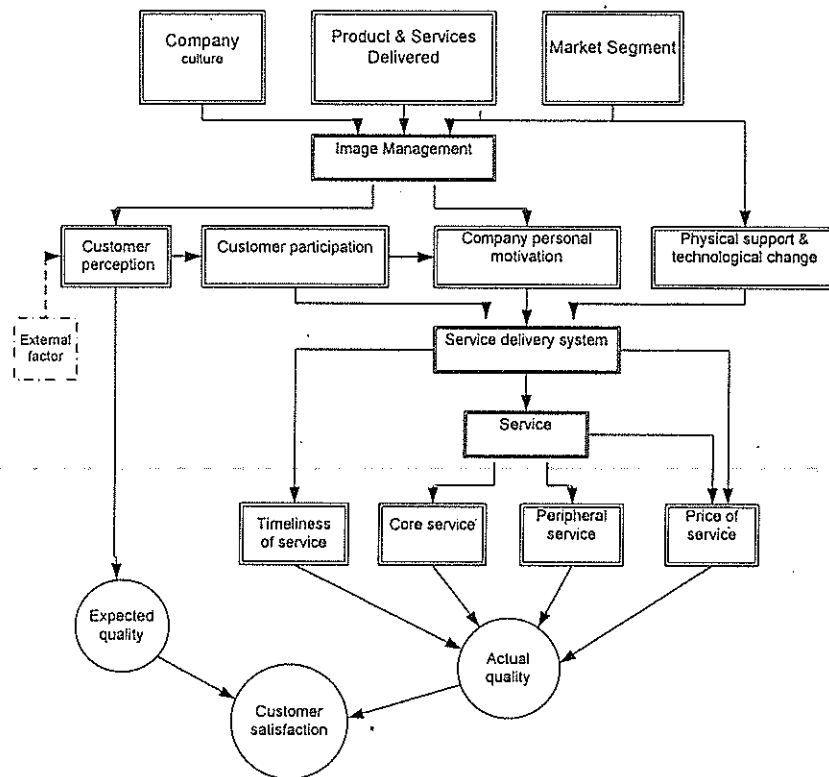 Company
culture
Product & Services
Delivered
Market Segment
Image Management
Customer
perception
Customer participation
Company personal
motivation
Physical support &
technological change
External
factor
Service delivery system
Service
Timeliness
of service
Core service
Peripheral
service
Price of
service
Expected
quality
Actual
quality
Customer
satisfaction